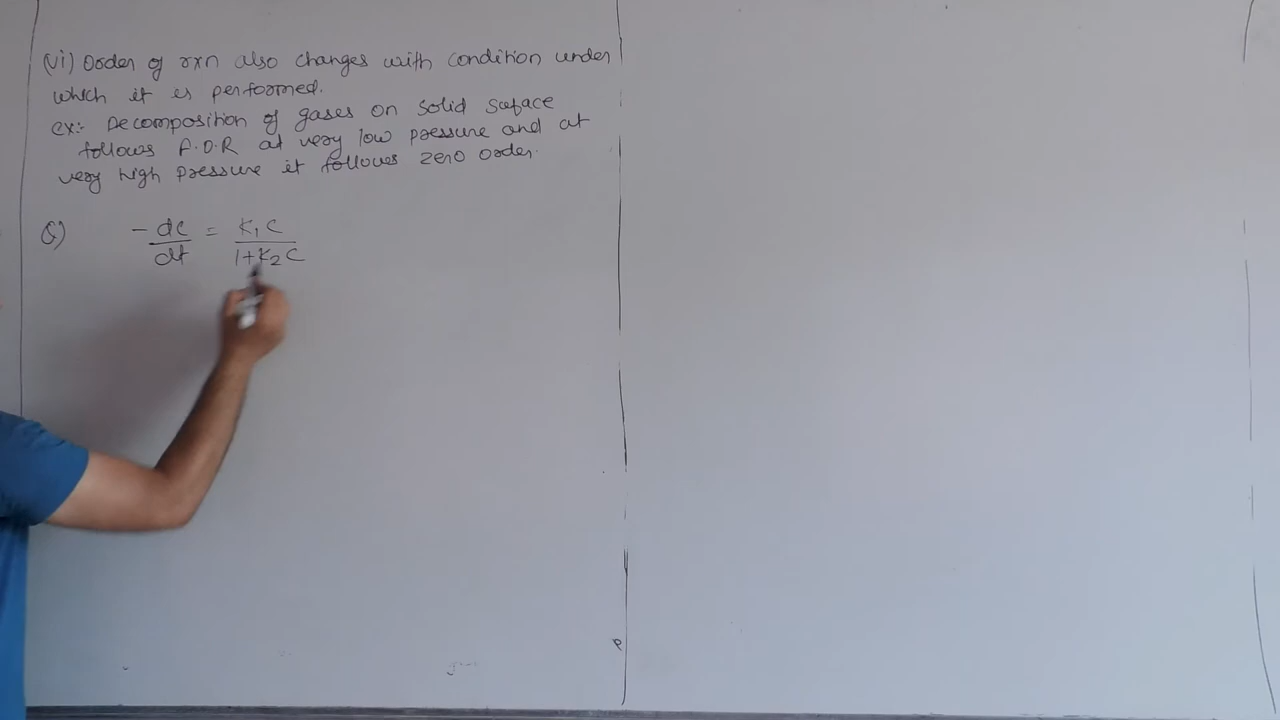 (vi) Order of rxn also changes with condition under
which it is performed.
ex:- Decomposition of gases on solid surface
follows F.O.R at very low pressure and at
very high pressure it follows zero order.
Q) -dc/dt = K₁C/1+K₂C
P